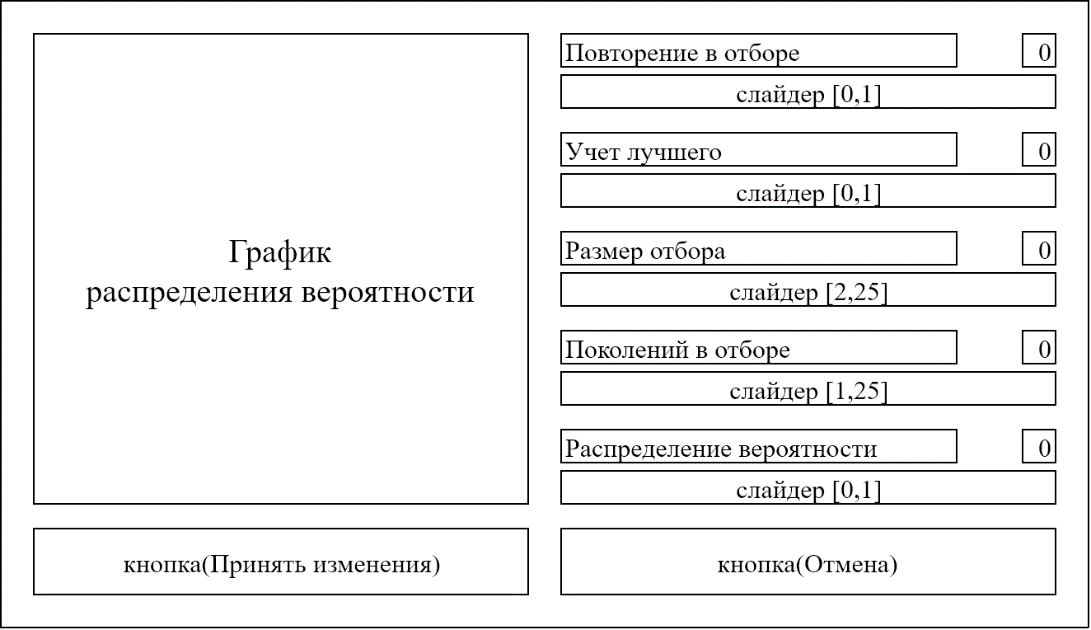 График
распределения вероятности
Повторение в отборе 0
слайдер [0,1]
Учет лучшего 0
слайдер [0,1]
Размер отбора 0
слайдер [2,25]
Поколений в отборе 0
слайдер [1,25]
Распределение вероятности 0
слайдер [0,1]
кнопка(Принять изменения)
кнопка(Отмена)